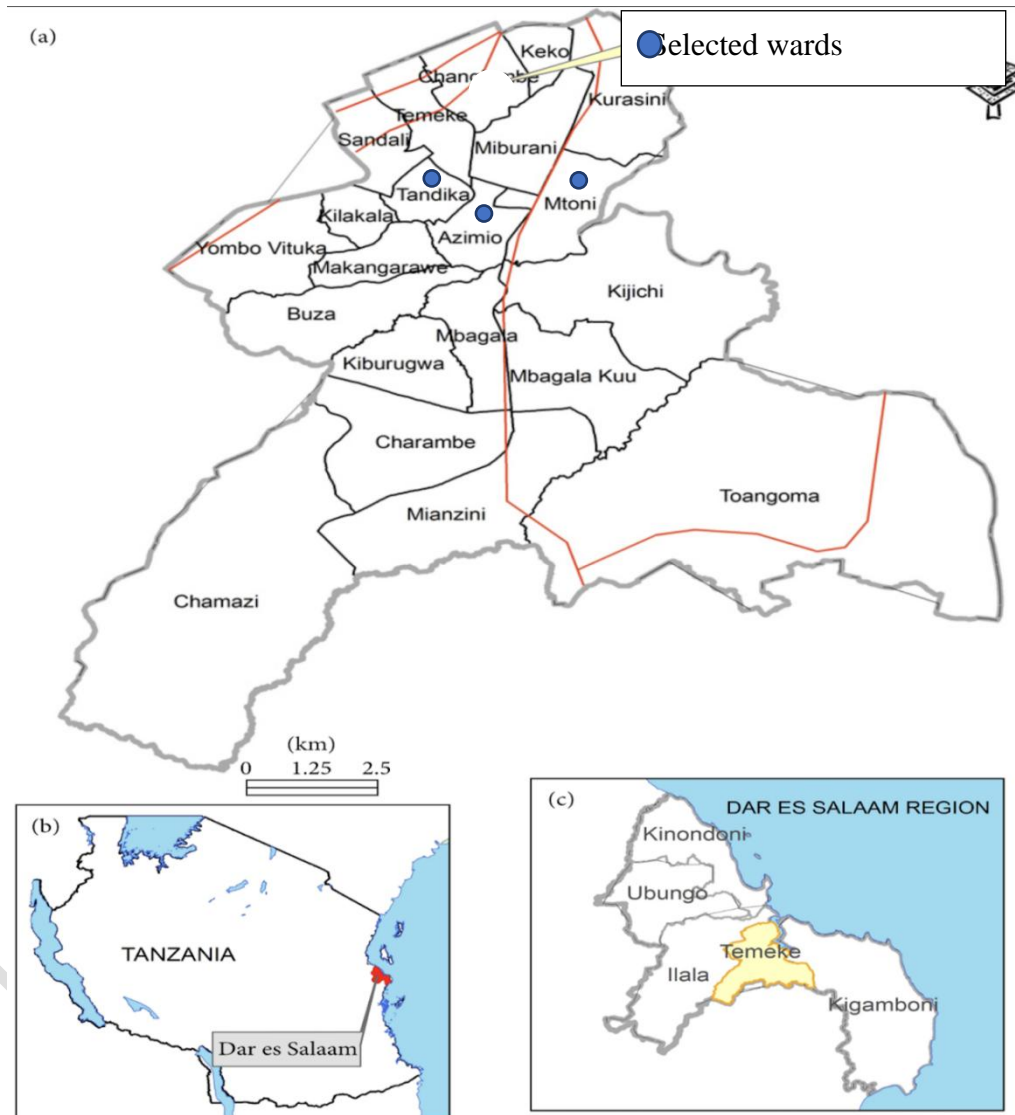 (a)
Selected wards
Keko
Kurasini
Temeke
Sandali
Miburani
Tandika
Mtoni
Kilakala
Azimio
Yombo Vituka
Makangarawe
Kijichi
Buza
Mbagala
Kiburugwa
Mbagala Kuu
Charambe
Toangoma
Mianzini
Chamazi
(km)
0 1.25 2.5
(b)
TANZANIA
Dar es Salaam
(c)
DAR ES SALAAM REGION
Kinondoni
Ubungo
Temeke
Ilala
Kigamboni